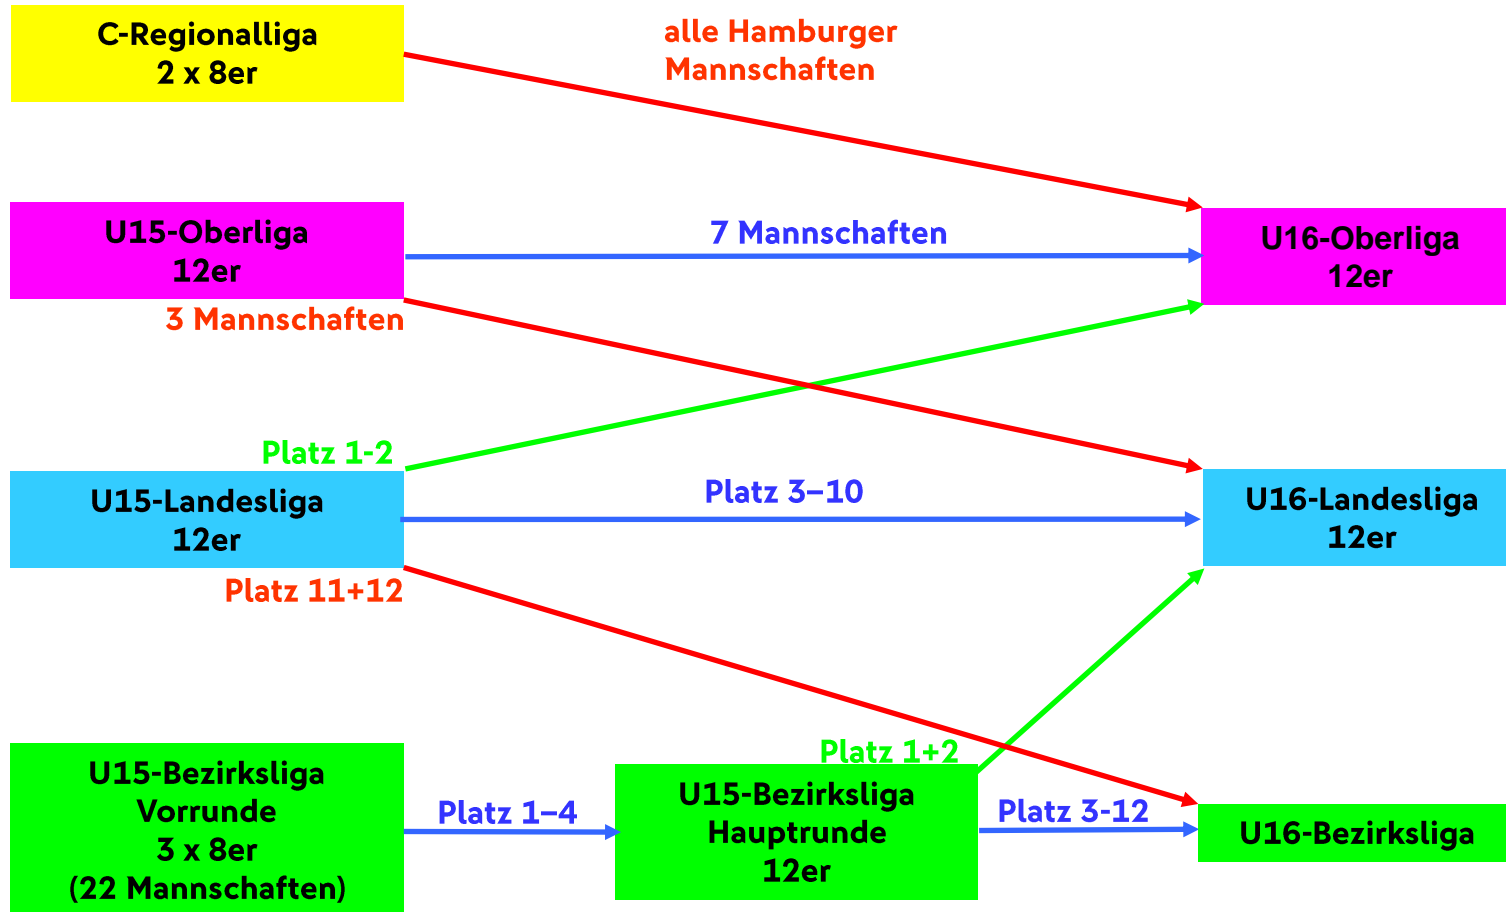 C-Regionalliga
2 x 8er
alle Hamburger
Mannschaften
U15-Oberliga
12er
7 Mannschaften
U16-Oberliga
12er
3 Mannschaften
Platz 1-2
U15-Landesliga
12er
Platz 3–10
U16-Landesliga
12er
Platz 11+12
U15-Bezirksliga
Vorrunde
3 x 8er
(22 Mannschaften)
Platz 1–4
Platz 1+2
U15-Bezirksliga
Hauptrunde
12er
Platz 3-12
U16-Bezirksliga